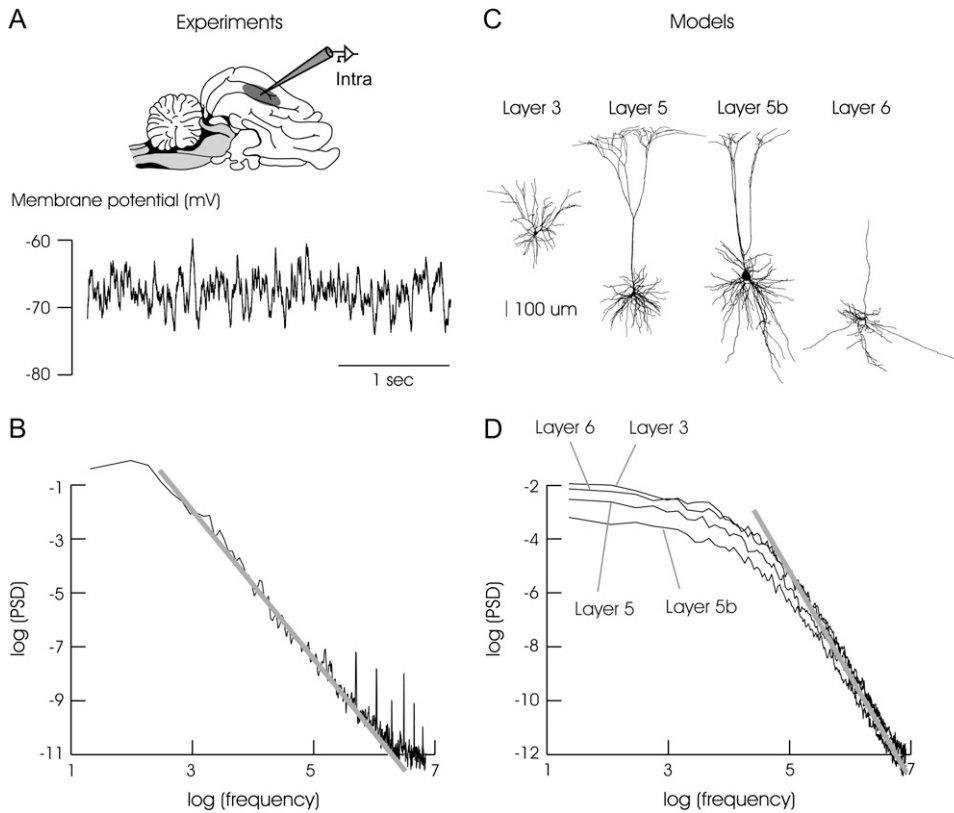 A
Experiments
Intra
Membrane potential (mV)
-60
-70
-80
1 sec
B
-1
-3
-5
-7
-9
-11
log (PSD)
1
3
5
7
log (frequency)
C
Models
Layer 3
Layer 5
Layer 5b
Layer 6
100 um
D
Layer 6
Layer 3
-2
-4
-6
-8
-10
-12
log (PSD)
Layer 5
Layer 5b
1
3
5
7
log (frequency)